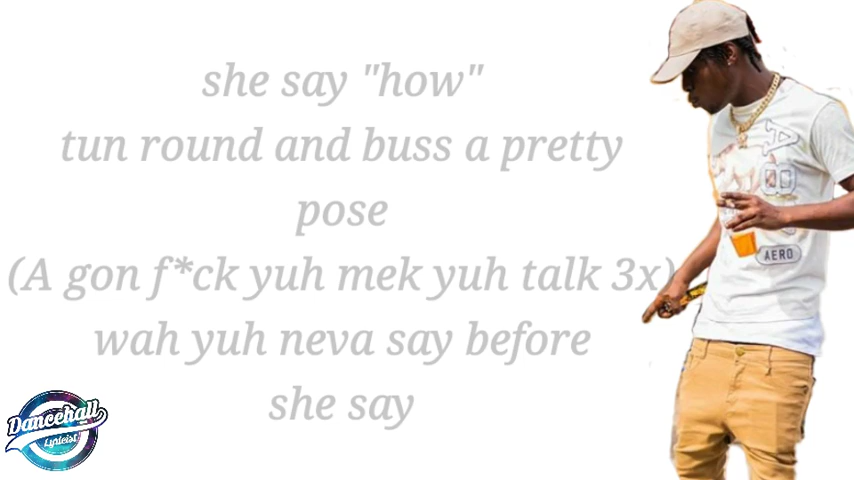 she say "how"
tun round and buss a pretty
pose
(A gon f*ck yuh mek yuh talk 3x)
wah yuh neva say before
she say
Dancehall
Lyricist
AERO